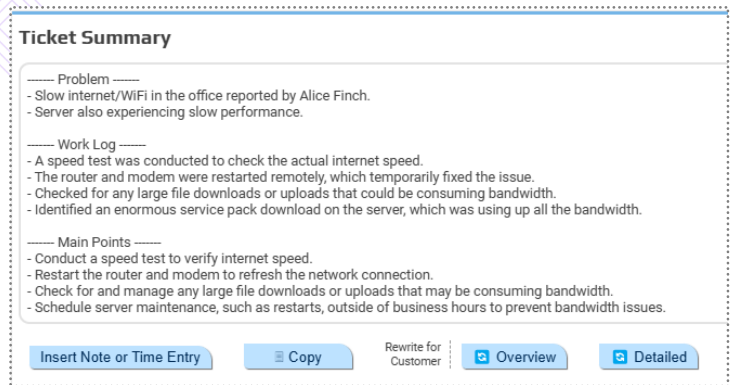 Ticket Summary
------- Problem -------
- Slow internet/WiFi in the office reported by Alice Finch.
- Server also experiencing slow performance.
------- Work Log -------
- A speed test was conducted to check the actual internet speed.
- The router and modem were restarted remotely, which temporarily fixed the issue.
- Checked for any large file downloads or uploads that could be consuming bandwidth.
- Identified an enormous service pack download on the server, which was using up all the bandwidth.
------- Main Points -------
- Conduct a speed test to verify internet speed.
- Restart the router and modem to refresh the network connection.
- Check for and manage any large file downloads or uploads that may be consuming bandwidth.
- Schedule server maintenance, such as restarts, outside of business hours to prevent bandwidth issues.
Insert Note or Time Entry
Copy
Rewrite for
Customer
Overview
Detailed